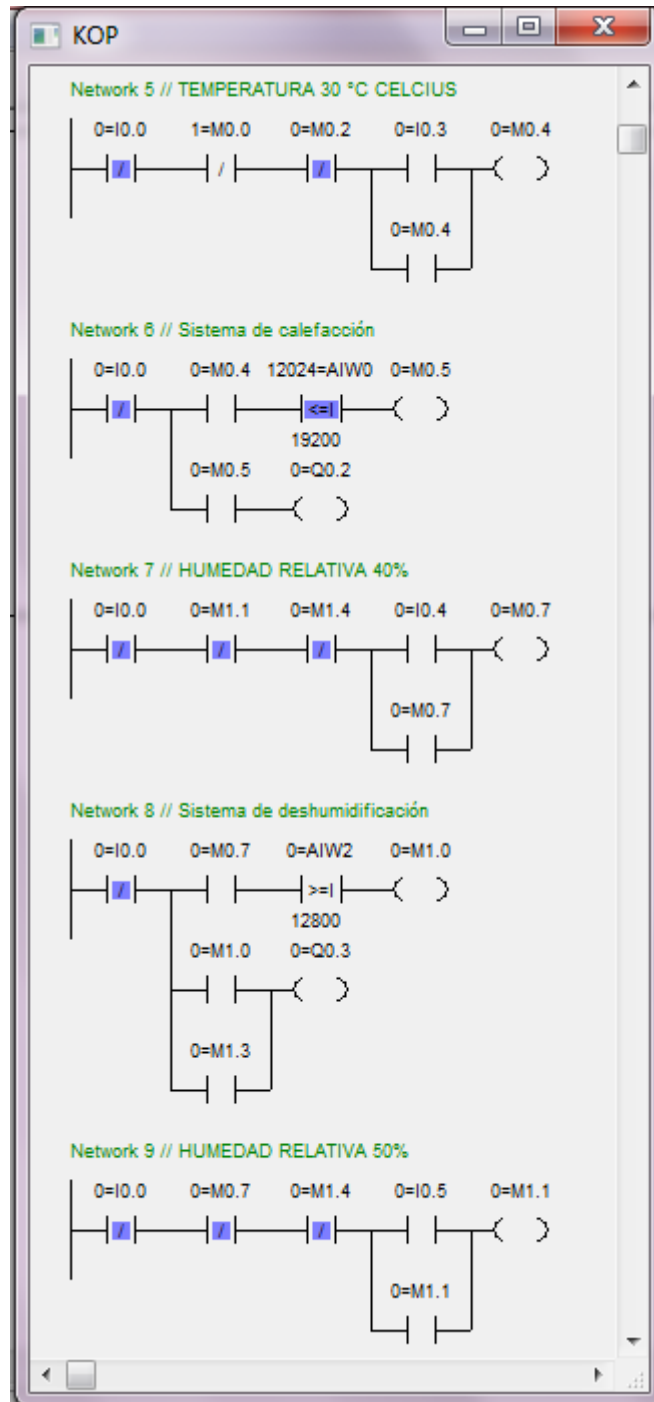 KOP
Network 5 // TEMPERATURA 30 °C CELCIUS
0=I0.0 1=M0.0 0=M0.2 0=I0.3 0=M0.4
/ / /
0=M0.4
Network 6 // Sistema de calefacción
0=I0.0 0=M0.4 12024=AIW0 0=M0.5
/ <=I
19200
0=M0.5 0=Q0.2
Network 7 // HUMEDAD RELATIVA 40%
0=I0.0 0=M1.1 0=M1.4 0=I0.4 0=M0.7
/ / /
0=M0.7
Network 8 // Sistema de deshumidificación
0=I0.0 0=M0.7 0=AIW2 0=M1.0
/ >=I
12800
0=M1.0 0=Q0.3
0=M1.3
Network 9 // HUMEDAD RELATIVA 50%
0=I0.0 0=M0.7 0=M1.4 0=I0.5 0=M1.1
/ / /
0=M1.1